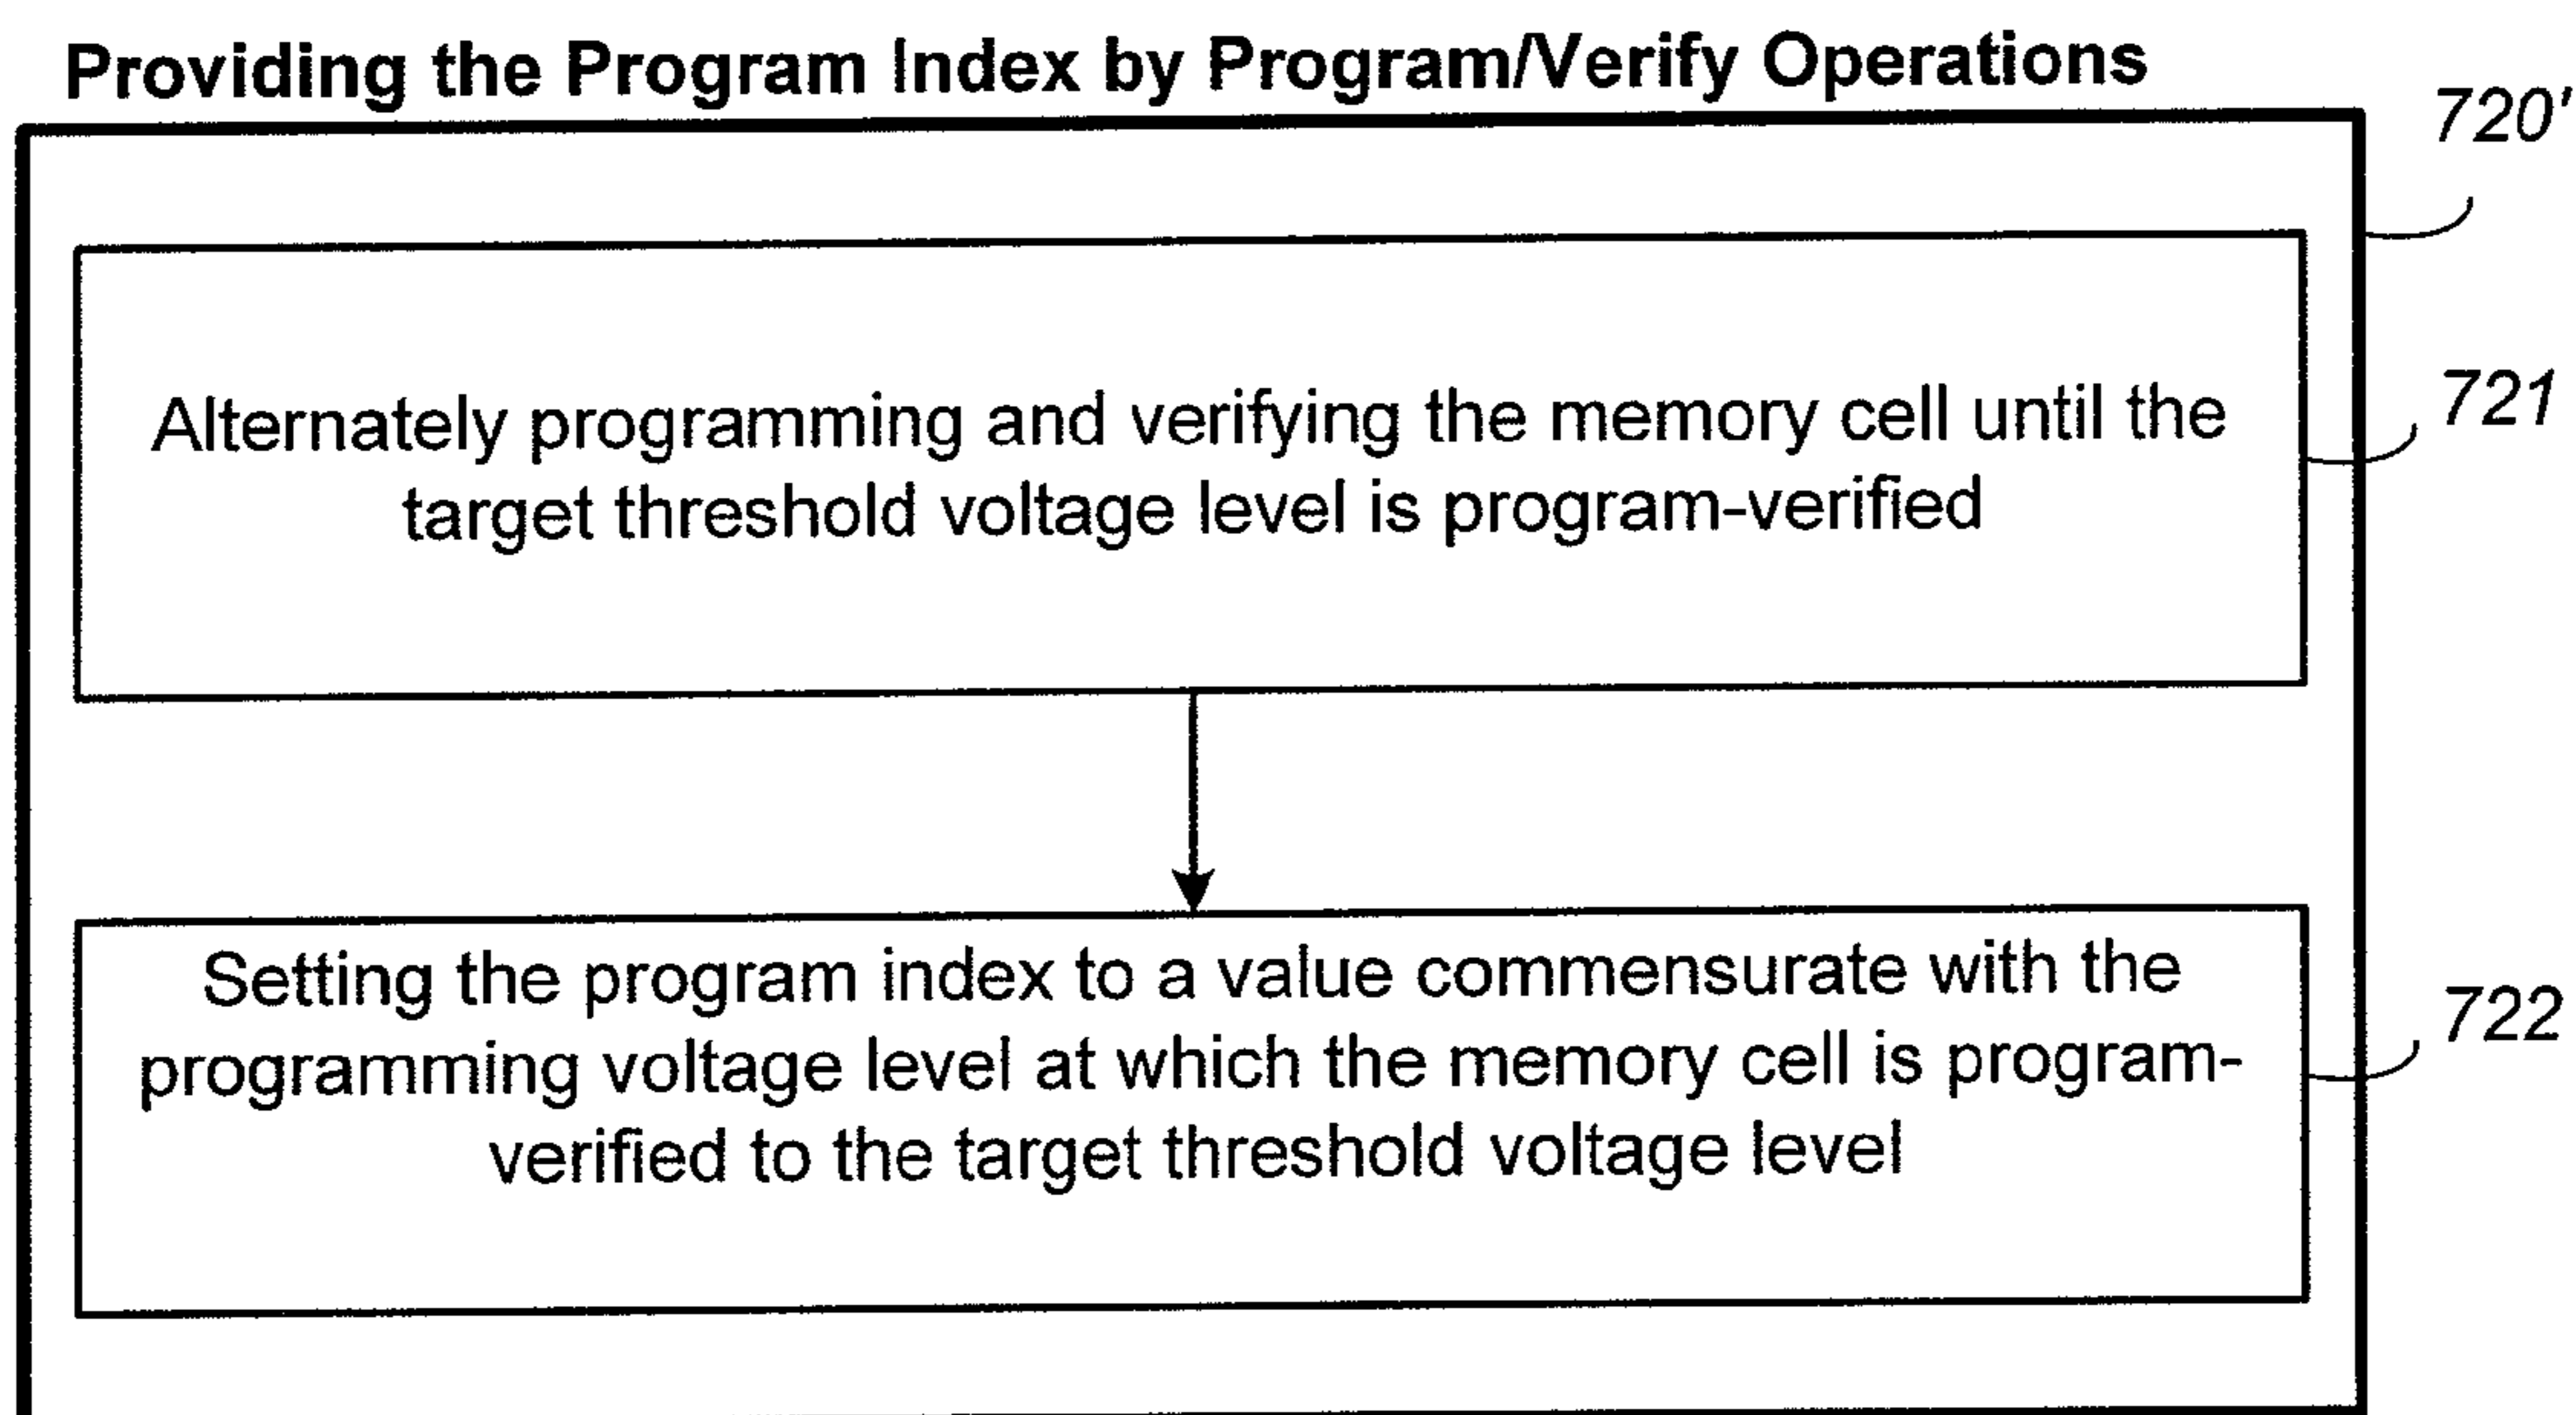 Providing the Program Index by Program/Verify Operations
720'
Alternately programming and verifying the memory cell until the
target threshold voltage level is program-verified
721
Setting the program index to a value commensurate with the
programming voltage level at which the memory cell is program-
verified to the target threshold voltage level
722